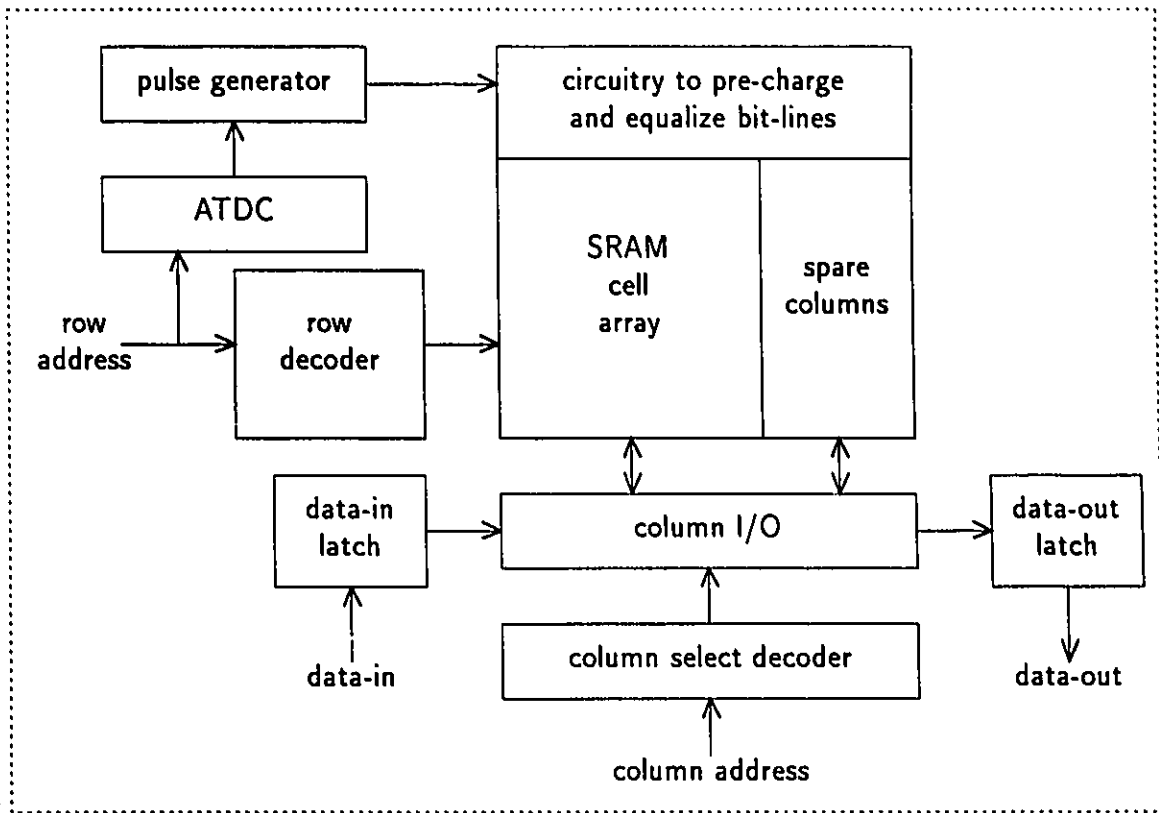 pulse generator
circuitry to pre-charge
and equalize bit-lines
ATDC
SRAM
cell
array
spare
columns
row
address
row
decoder
data-in
latch
column I/O
data-out
latch
data-in
column select decoder
data-out
column address